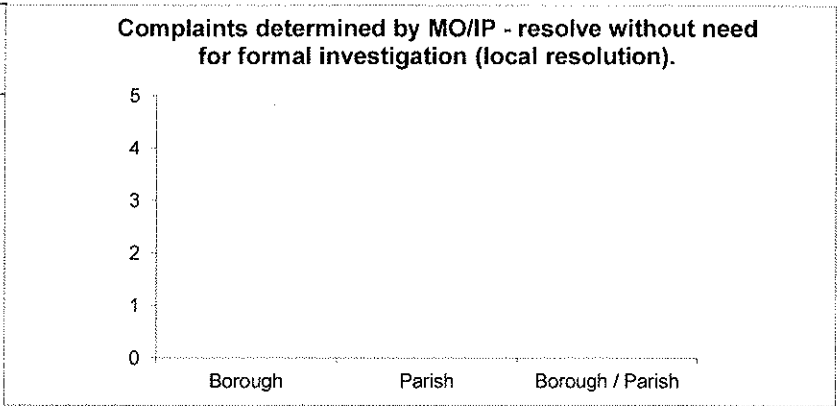 Complaints determined by MO/IP - resolve without need
for formal investigation (local resolution).
5
4
3
2
1
0
Borough Parish Borough / Parish